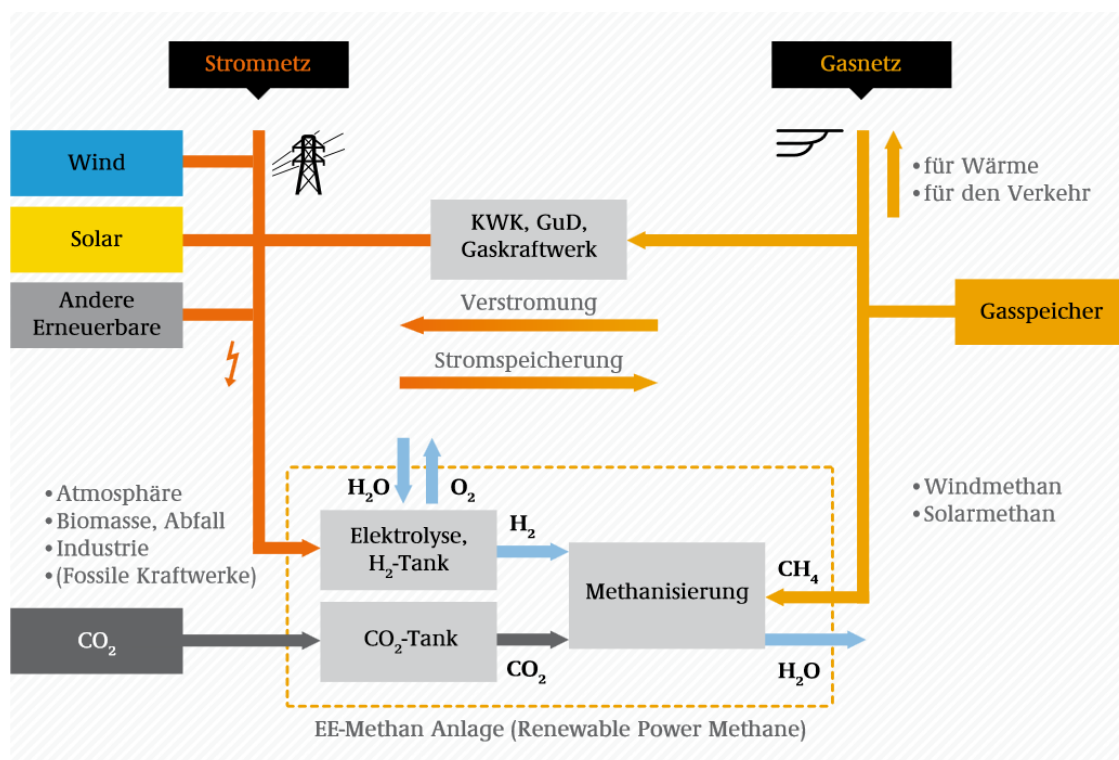 Stromnetz
Gasnetz
Wind
Solar
Andere
Erneuerbare
KWK, GuD,
Gaskraftwerk
• für Wärme
• für den Verkehr
Verstromung
Stromspeicherung
Gasspeicher
• Atmosphäre
• Biomasse, Abfall
• Industrie
• (Fossile Kraftwerke)
H₂O
O₂
Elektrolyse,
H₂-Tank
H₂
Methanisierung
CH₄
• Windmethan
• Solarmethan
CO₂
CO₂-Tank
CO₂
H₂O
EE-Methan Anlage (Renewable Power Methane)